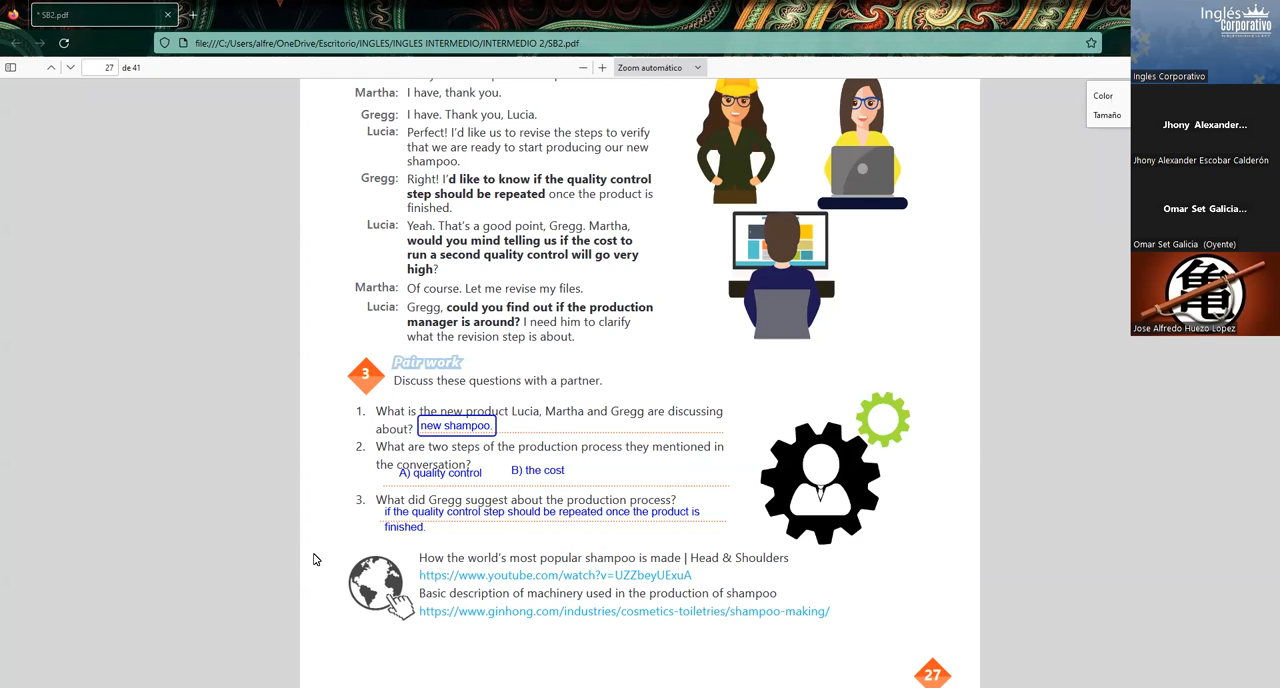 * SB2.pdf
file:///C:/Users/alfre/OneDrive/Escritorio/INGLES/INGLES INTERMEDIO/INTERMEDIO 2/SB2.pdf
27 de 41
Zoom automático
Color
Tamaño
Martha: I have, thank you.
Gregg: I have. Thank you, Lucia.
Lucia: Perfect! I'd like us to revise the steps to verify
that we are ready to start producing our new
shampoo.
Gregg: Right! I'd like to know if the quality control
step should be repeated once the product is
finished.
Lucia: Yeah. That's a good point, Gregg. Martha,
would you mind telling us if the cost to
run a second quality control will go very
high?
Martha: Of course. Let me revise my files.
Lucia: Gregg, could you find out if the production
manager is around? I need him to clarify
what the revision step is about.
3
Pair work
Discuss these questions with a partner.
1. What is the new product Lucia, Martha and Gregg are discussing
about? new shampoo.
2. What are two steps of the production process they mentioned in
the conversation?
A) quality control B) the cost
3. What did Gregg suggest about the production process?
if the quality control step should be repeated once the product is
finished.
How the world's most popular shampoo is made | Head & Shoulders
https://www.youtube.com/watch?v=UZZbeyUExuA
Basic description of machinery used in the production of shampoo
https://www.ginhong.com/industries/cosmetics-toiletries/shampoo-making/
27
Inglés
Corporativo
Ingles Corporativo
Jhony Alexander...
Jhony Alexander Escobar Calderón
Omar Set Galicia...
Omar Set Galicia (Oyente)
亀
Jose Alfredo Huezo Lopez